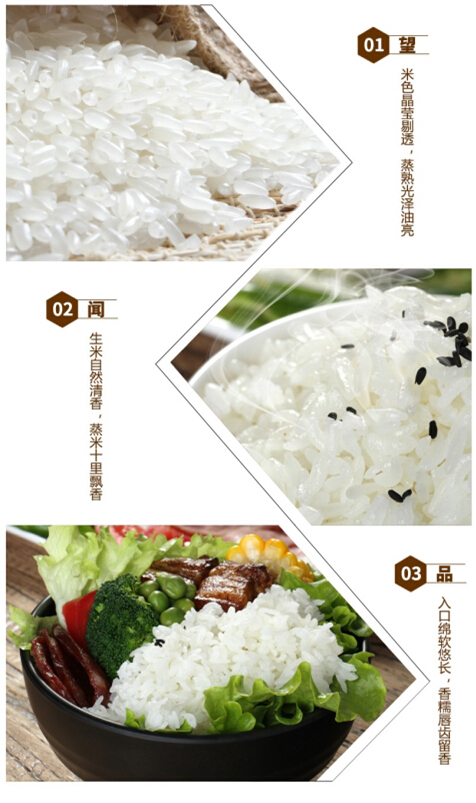 01 望
米色晶莹剔透，蒸熟光泽油亮
02 闻
生米自然清香，蒸米十里飘香
03 品
入口绵软悠长，香糯唇齿留香